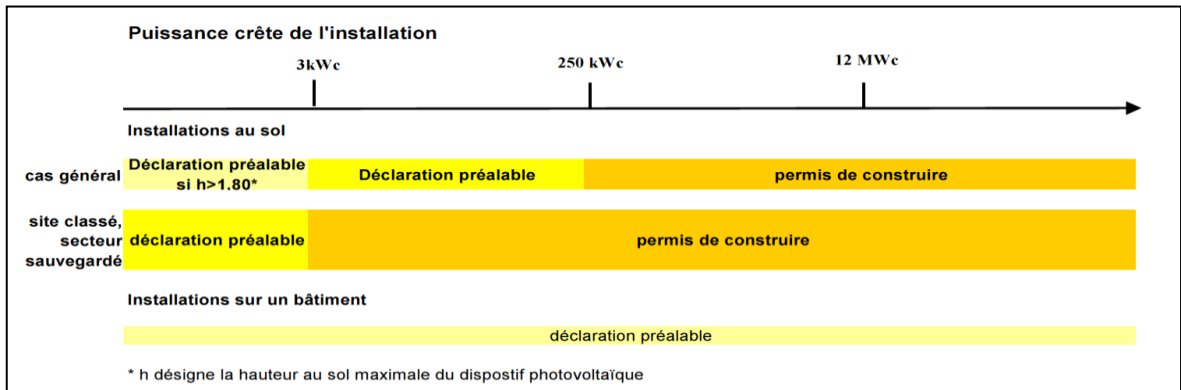 Puissance crête de l'installation
3kWc 250 kWc 12 MWc
Installations au sol
cas général
Déclaration préalable
si h>1.80*
Déclaration préalable
permis de construire
site classé,
secteur
sauvegardé
déclaration préalable
permis de construire
Installations sur un bâtiment
déclaration préalable
* h désigne la hauteur au sol maximale du dispostif photovoltaïque